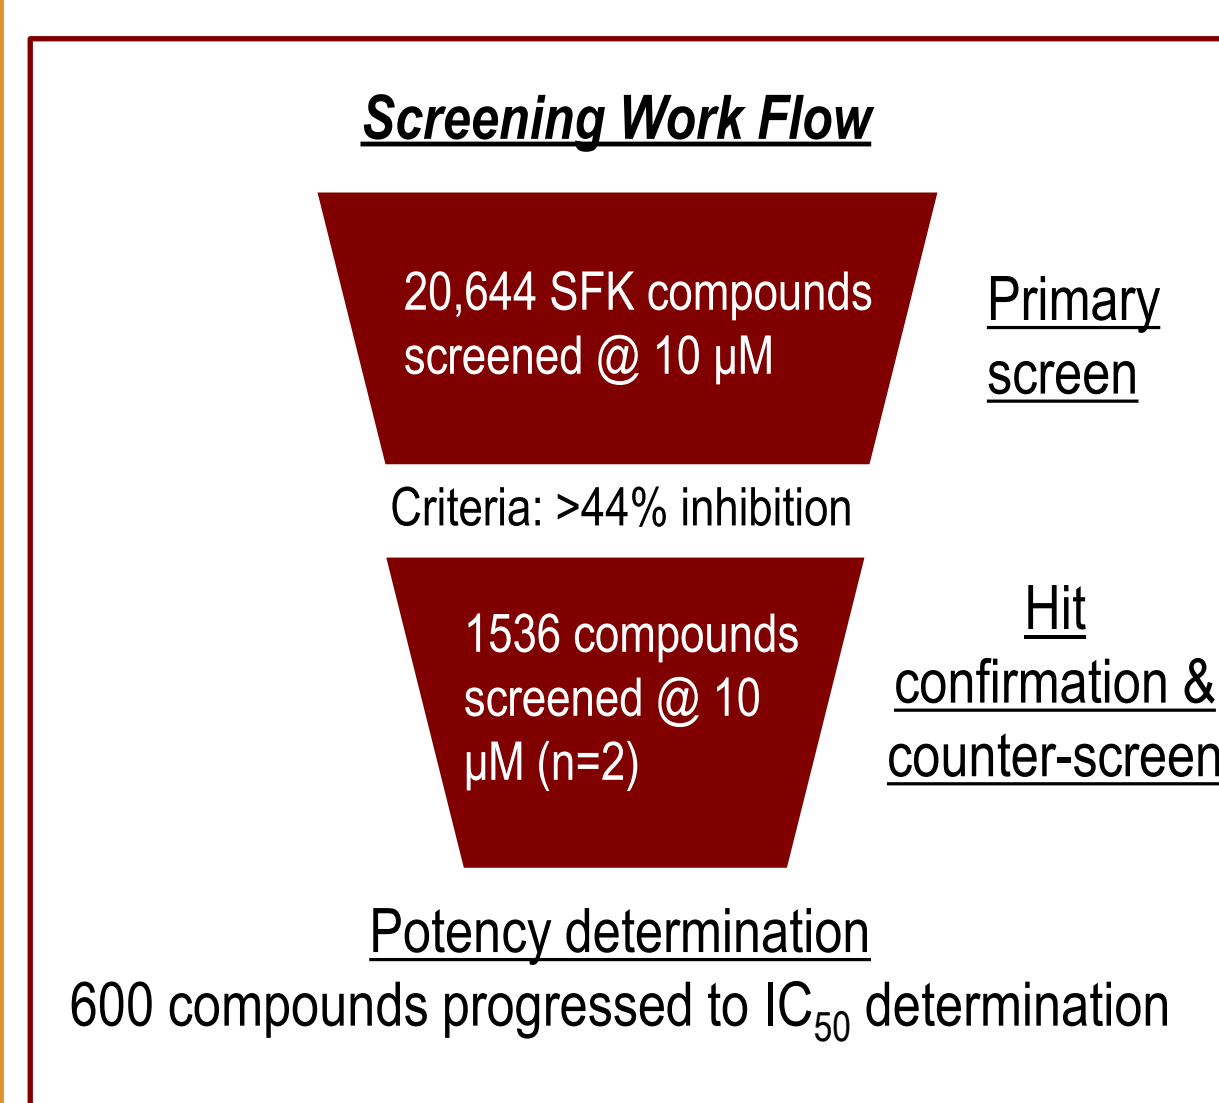 Screening Work Flow
20,644 SFK compounds
screened @ 10 µM
Primary
screen
Criteria: >44% inhibition
1536 compounds
screened @ 10
µM (n=2)
Hit
confirmation &
counter-screen
Potency determination
600 compounds progressed to IC50 determination